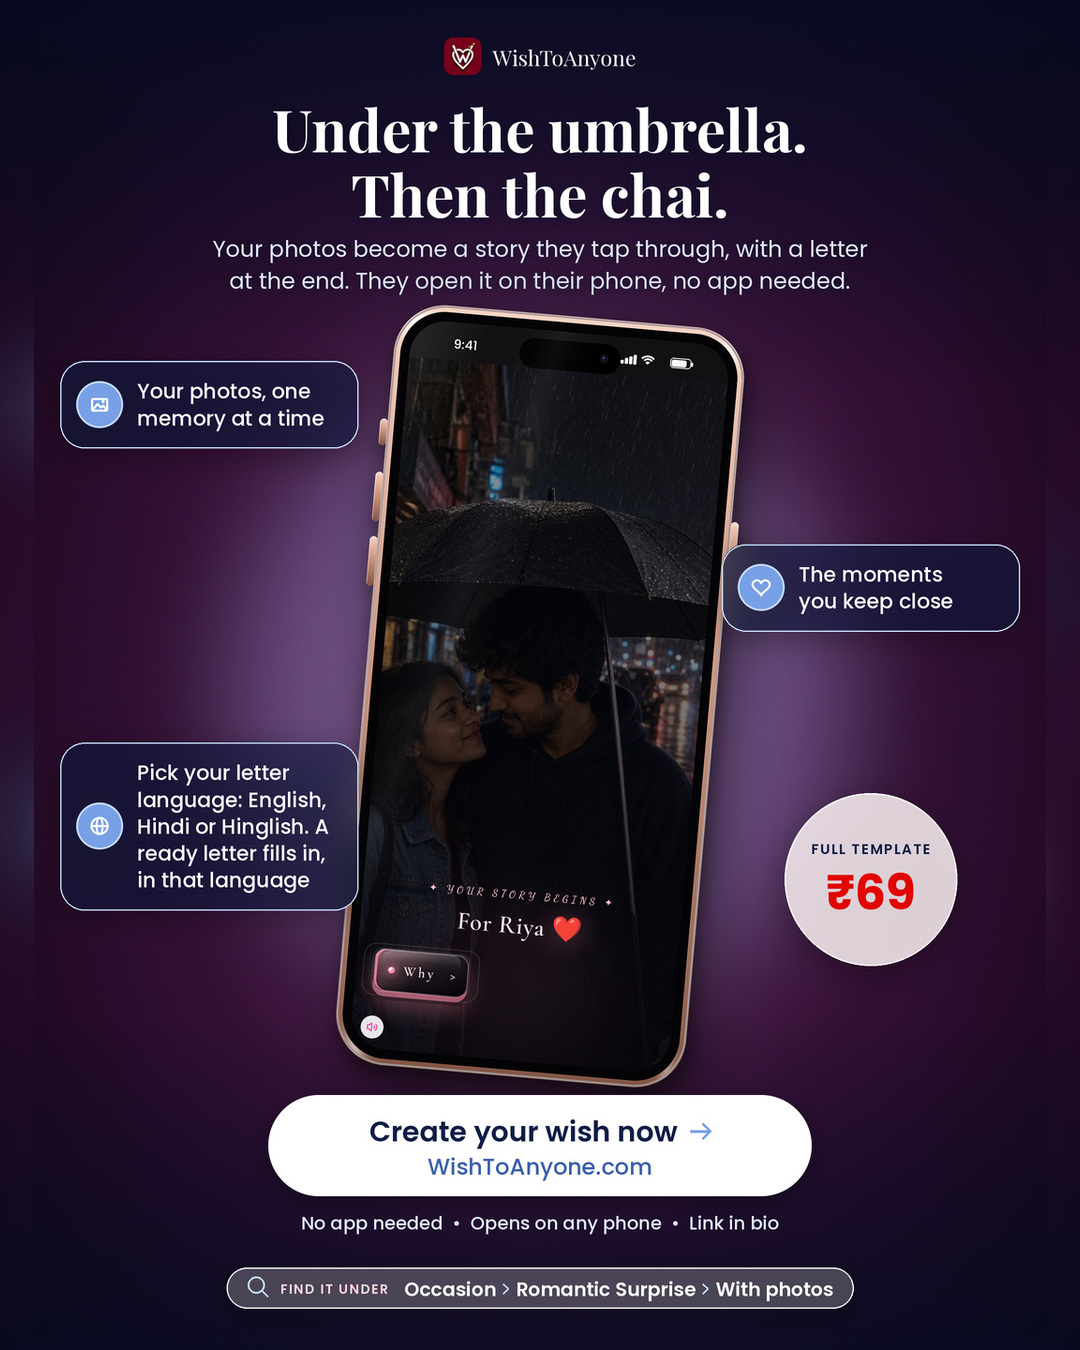 WishToAnyone
Under the umbrella.
Then the chai.
Your photos become a story they tap through, with a letter
at the end. They open it on their phone, no app needed.
9:41
Your photos, one
memory at a time
The moments
you keep close
Pick your letter
language: English,
Hindi or Hinglish. A
ready letter fills in,
in that language
FULL TEMPLATE
₹69
YOUR STORY BEGINS
For Riya ❤️
Why >
Create your wish now →
WishToAnyone.com
No app needed • Opens on any phone • Link in bio
FIND IT UNDER Occasion > Romantic Surprise > With photos